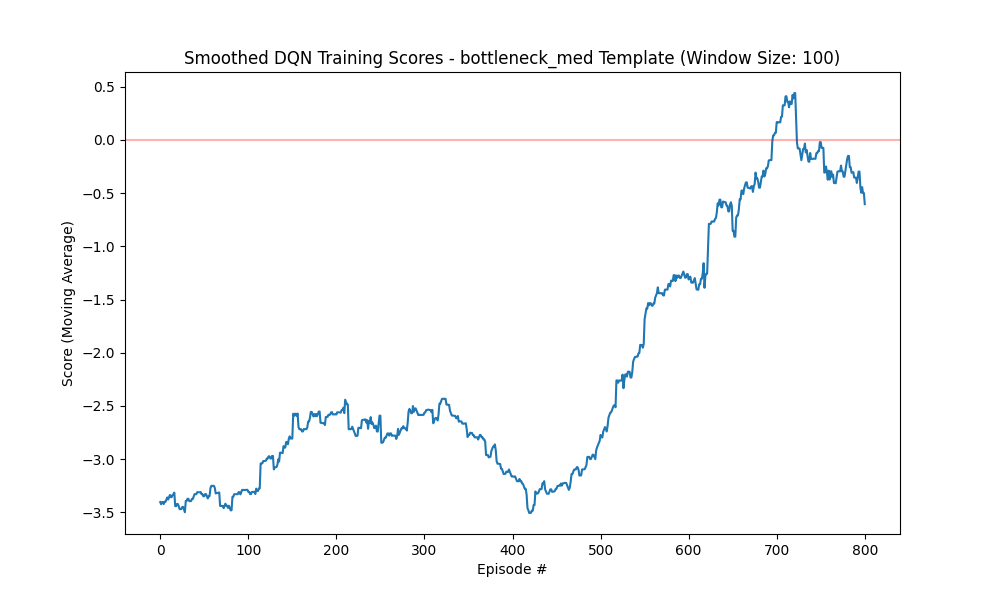 Smoothed DQN Training Scores - bottleneck_med Template (Window Size: 100)
0.5
0.0
−0.5
−1.0
−1.5
−2.0
−2.5
−3.0
−3.5
Score (Moving Average)
0 100 200 300 400 500 600 700 800
Episode #